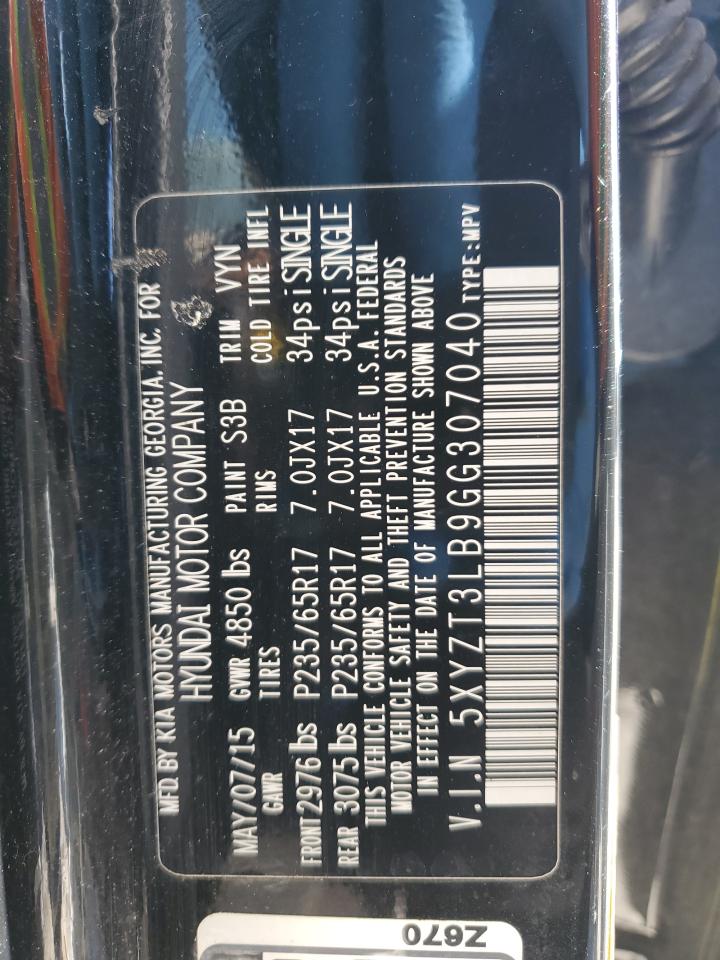 MFD. BY KIA MOTORS MANUFACTURING GEORGIA, INC. FOR
HYUNDAI MOTOR COMPANY
MAY/07/15 GVWR 4850 lbs PAINT S3B TRIM VYN
GAWR TIRES RIMS COLD TIRE INFL
FRONT 2976 lbs P235/65R17 7.0JX17 34psi SINGLE
REAR 3075 lbs P235/65R17 7.0JX17 34psi SINGLE
THIS VEHICLE CONFORMS TO ALL APPLICABLE U.S.A. FEDERAL
MOTOR VEHICLE SAFETY AND THEFT PREVENTION STANDARDS
IN EFFECT ON THE DATE OF MANUFACTURE SHOWN ABOVE
V.I.N 5XYZT3LB9GG307040 TYPE:MPV
Z670